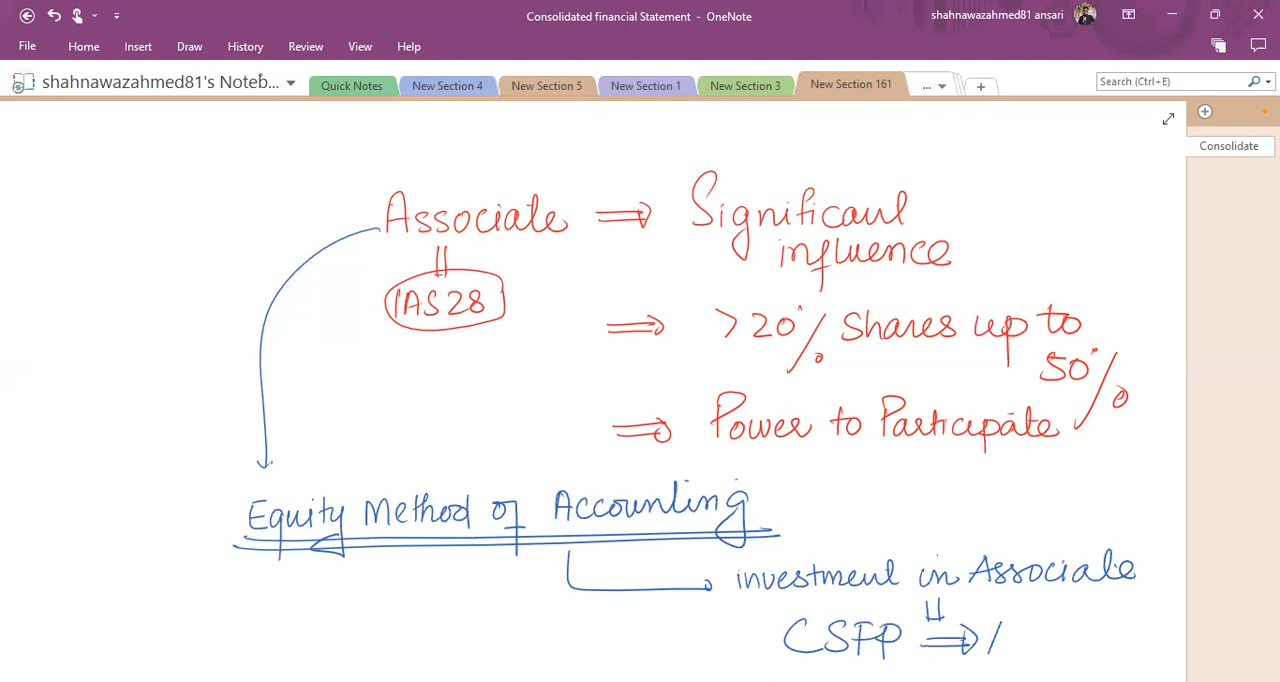 Consolidated financial Statement - OneNote
shahnawazahmed81 ansari
File Home Insert Draw History Review View Help
shahnawazahmed81's Noteb...
Quick Notes New Section 4 New Section 5 New Section 1 New Section 3 New Section 161 ...
Search (Ctrl+E)
Consolidate
Associate ⇒ Significant
influence
IAS 28
⇒ >20% Shares up to
50%
⇒ Power to Participate
Equity Method of Accounting
investment in Associate
CSFP ⇒ /